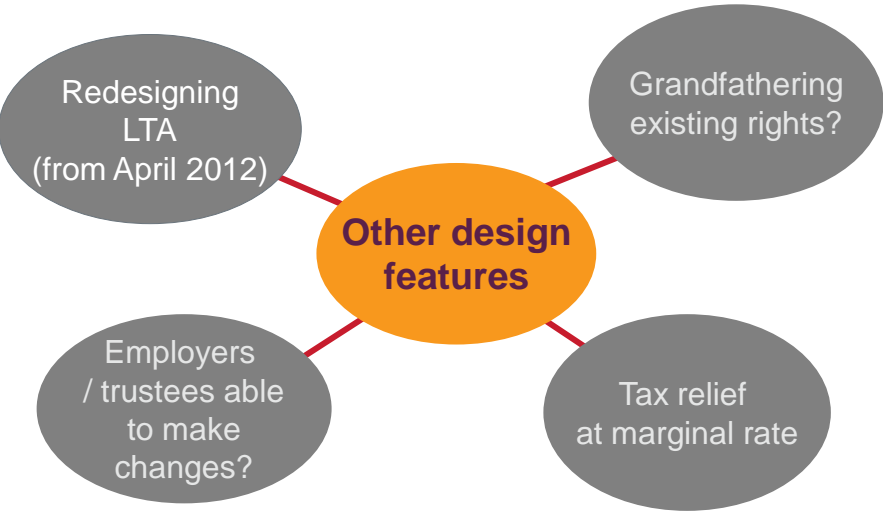 Redesigning
LTA
(from April 2012)
Grandfathering
existing rights?
Other design
features
Employers
/ trustees able
to make
changes?
Tax relief
at marginal rate